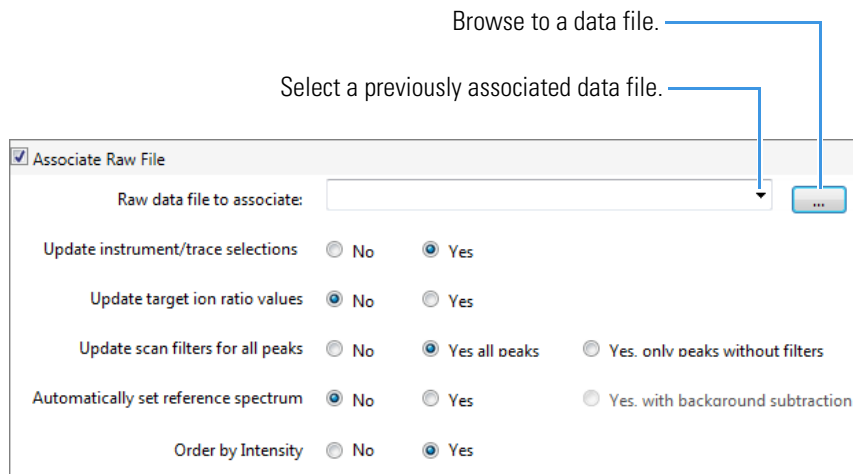 Browse to a data file.
Select a previously associated data file.
Associate Raw File
Raw data file to associate: ...
Update instrument/trace selections No Yes
Update target ion ratio values No Yes
Update scan filters for all peaks No Yes all peaks Yes, only peaks without filters
Automatically set reference spectrum No Yes Yes, with background subtraction
Order by Intensity No Yes